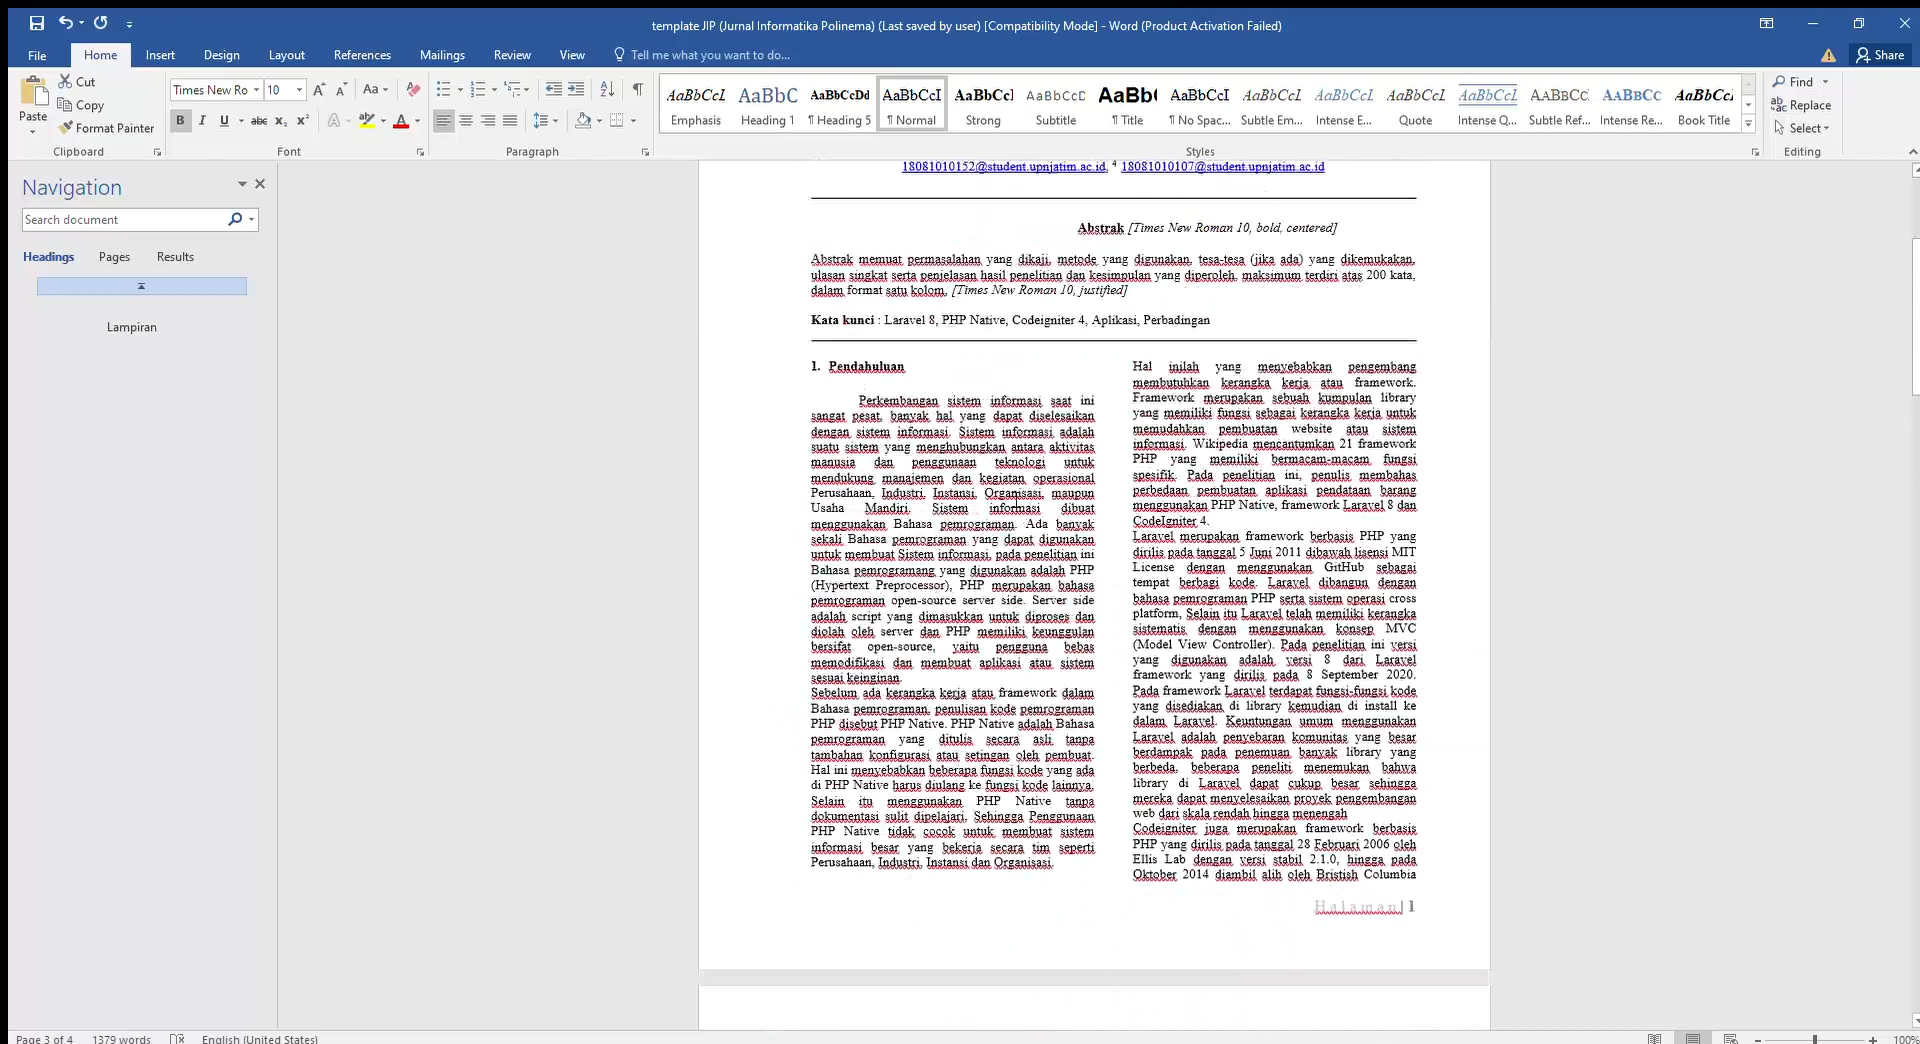 template JIP (Jurnal Informatika Polinema) (Last saved by user) [Compatibility Mode] - Word (Product Activation Failed)
File Home Insert Design Layout References Mailings Review View Tell me what you want to do... Share
Paste
Cut
Copy
Format Painter
Clipboard
Times New Ro 10
Font
Paragraph
AaBbCcI Emphasis
AaBbC Heading 1
AaBbCcDd ¶ Heading 5
AaBbCcI ¶ Normal
AaBbCcI Strong
AaBbCcD Subtitle
AaBb( ¶ Title
AaBbCcI ¶ No Spac...
AaBbCcI Subtle Em...
AaBbCcI Intense E...
AaBbCcI Quote
AaBbCcI Intense Q...
AaBbCc Subtle Ref...
AaBbCc Intense Re...
AaBbCc Book Title
Styles
Find
Replace
Select
Editing
Navigation
Search document
Headings Pages Results
Lampiran
18081010152@student.upnjatim.ac.id, 4 18081010107@student.upnjatim.ac.id
Abstrak [Times New Roman 10, bold, centered]
Abstrak memuat permasalahan yang dikaji, metode yang digunakan, tesa-tesa (jika ada) yang dikemukakan,
ulasan singkat serta penjelasan hasil penelitian dan kesimpulan yang diperoleh, maksimum terdiri atas 200 kata,
dalam format satu kolom. [Times New Roman 10, justified]
Kata kunci : Laravel 8, PHP Native, Codeigniter 4, Aplikasi, Perbadingan
1. Pendahuluan
Perkembangan sistem informasi saat ini
sangat pesat, banyak hal yang dapat diselesaikan
dengan sistem informasi. Sistem informasi adalah
suatu sistem yang menghubungkan antara aktivitas
manusia dan penggunaan teknologi untuk
mendukung manajemen dan kegiatan operasional
Perusahaan, Industri, Instansi, Organisasi, maupun
Usaha Mandiri. Sistem informasi dibuat
menggunakan Bahasa pemrograman. Ada banyak
sekali Bahasa pemrograman yang dapat digunakan
untuk membuat Sistem informasi, pada penelitian ini
Bahasa pemrogramang yang digunakan adalah PHP
(Hypertext Preprocessor), PHP merupakan bahasa
pemrograman open-source server side. Server side
adalah script yang dimasukkan untuk diproses dan
diolah oleh server dan PHP memiliki keunggulan
bersifat open-source, yaitu pengguna bebas
memodifikasi dan membuat aplikasi atau sistem
sesuai keinginan.
Sebelum ada kerangka kerja atau framework dalam
Bahasa pemrograman, penulisan kode pemrograman
PHP disebut PHP Native. PHP Native adalah Bahasa
pemrograman yang ditulis secara asli tanpa
tambahan konfigurasi atau setingan oleh pembuat.
Hal ini menyebabkan beberapa fungsi kode yang ada
di PHP Native harus diulang ke fungsi kode lainnya.
Selain itu menggunakan PHP Native tanpa
dokumentasi sulit dipelajari, Sehingga Penggunaan
PHP Native tidak cocok untuk membuat sistem
informasi besar yang bekerja secara tim seperti
Perusahaan, Industri, Instansi dan Organisasi.
Hal inilah yang menyebabkan pengembang
membutuhkan kerangka kerja atau framework.
Framework merupakan sebuah kumpulan library
yang memiliki fungsi sebagai kerangka kerja untuk
memudahkan pembuatan website atau sistem
informasi. Wikipedia mencantumkan 21 framework
PHP yang memiliki bermacam-macam fungsi
spesifik. Pada penelitian ini, penulis membahas
perbedaan pembuatan aplikasi pendataan barang
menggunakan PHP Native, framework Laravel 8 dan
CodeIgniter 4.
Laravel merupakan framework berbasis PHP yang
dirilis pada tanggal 5 Juni 2011 dibawah lisensi MIT
License dengan menggunakan GitHub sebagai
tempat berbagi kode. Laravel dibangun dengan
bahasa pemrograman PHP serta sistem operasi cross
platform, Selain itu Laravel telah memiliki kerangka
sistematis dengan menggunakan konsep MVC
(Model View Controller). Pada penelitian ini versi
yang digunakan adalah versi 8 dari Laravel
framework yang dirilis pada 8 September 2020.
Pada framework Laravel terdapat fungsi-fungsi kode
yang disediakan di library kemudian di install ke
dalam Laravel. Keuntungan umum menggunakan
Laravel adalah penyebaran komunitas yang besar
berdampak pada penemuan banyak library yang
berbeda, beberapa peneliti menemukan bahwa
library di Laravel dapat cukup besar sehingga
mereka dapat menyelesaikan proyek pengembangan
web dari skala rendah hingga menengah
Codeigniter juga merupakan framework berbasis
PHP yang dirilis pada tanggal 28 Februari 2006 oleh
Ellis Lab dengan versi stabil 2.1.0, hingga pada
Oktober 2014 diambil alih oleh Bristish Columbia
Halaman| 1
Page 3 of 4 1379 words English (United States) 100%